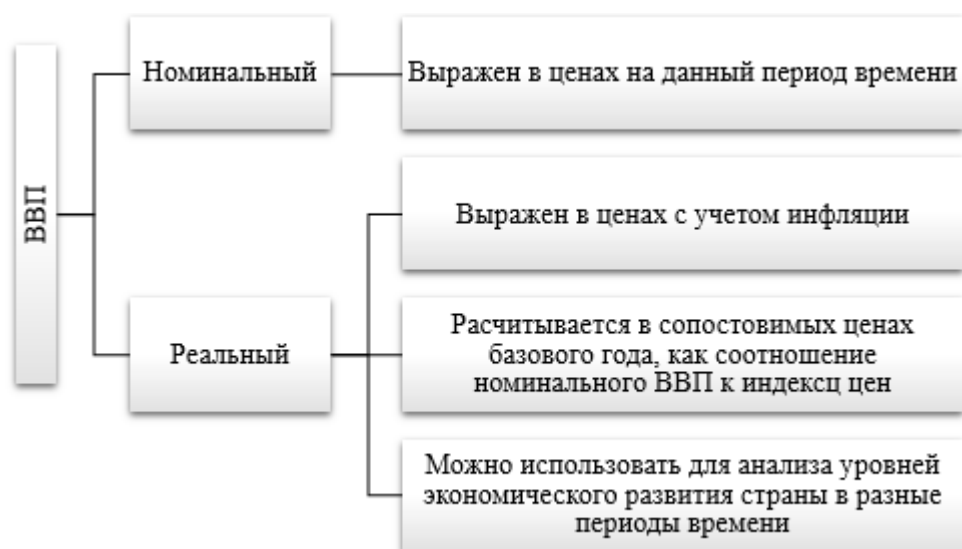 ВВП
Номинальный
Выражен в ценах на данный период времени
Реальный
Выражен в ценах с учетом инфляции
Расчитывается в сопостовимых ценах
базового года, как соотношение
номинального ВВП к индексц цен
Можно использовать для анализа уровней
экономического развития страны в разные
периоды времени